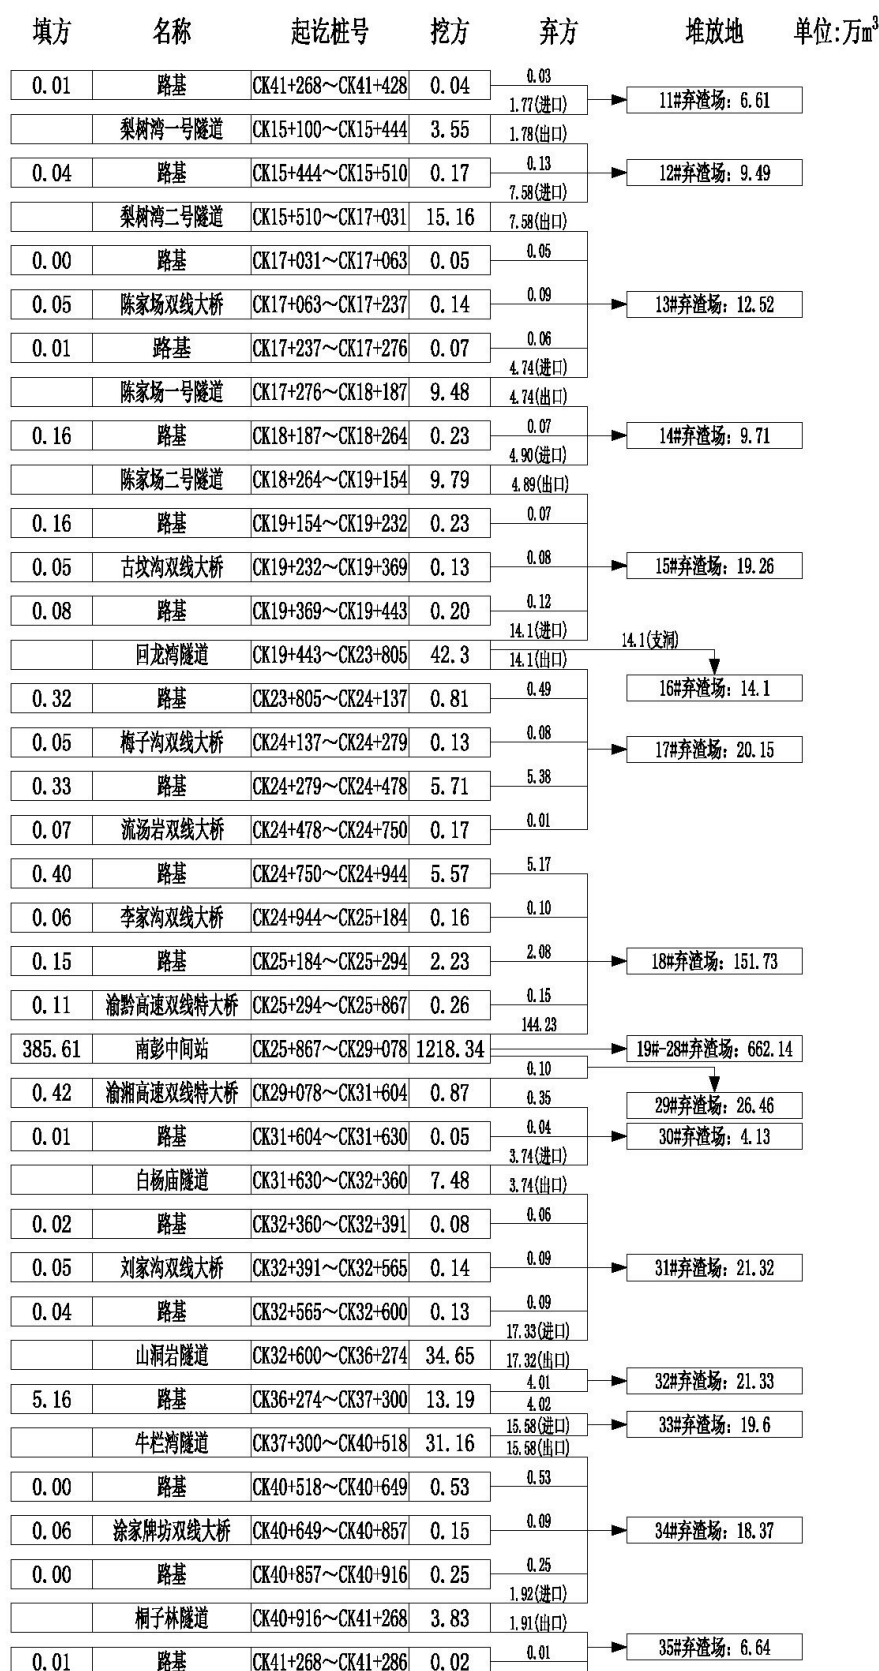 填方 名称 起讫桩号 挖方 弃方 堆放地 单位:万m³
0.01 路基 CK41+268～CK41+428 0.04 0.03
1.77(进口) 11#弃渣场: 6.61
梨树湾一号隧道 CK15+100～CK15+444 3.55 1.78(出口)
0.04 路基 CK15+444～CK15+510 0.17 0.13 12#弃渣场: 9.49
7.58(进口)
梨树湾二号隧道 CK15+510～CK17+031 15.16 7.58(出口)
0.00 路基 CK17+031～CK17+063 0.05 0.05
0.05 陈家场双线大桥 CK17+063～CK17+237 0.14 0.09 13#弃渣场: 12.52
0.01 路基 CK17+237～CK17+276 0.07 0.06
4.74(进口)
陈家场一号隧道 CK17+276～CK18+187 9.48 4.74(出口)
0.16 路基 CK18+187～CK18+264 0.23 0.07 14#弃渣场: 9.71
4.90(进口)
陈家场二号隧道 CK18+264～CK19+154 9.79 4.89(出口)
0.16 路基 CK19+154～CK19+232 0.23 0.07
0.05 古坟沟双线大桥 CK19+232～CK19+369 0.13 0.08 15#弃渣场: 19.26
0.08 路基 CK19+369～CK19+443 0.20 0.12
14.1(进口) 14.1(支洞)
回龙湾隧道 CK19+443～CK23+805 42.3 14.1(出口)
0.32 路基 CK23+805～CK24+137 0.81 0.49 16#弃渣场: 14.1
0.05 梅子沟双线大桥 CK24+137～CK24+279 0.13 0.08 17#弃渣场: 20.15
0.33 路基 CK24+279～CK24+478 5.71 5.38
0.07 流汤岩双线大桥 CK24+478～CK24+750 0.17 0.01
0.40 路基 CK24+750～CK24+944 5.57 5.17
0.06 李家沟双线大桥 CK24+944～CK25+184 0.16 0.10
0.15 路基 CK25+184～CK25+294 2.23 2.08 18#弃渣场: 151.73
0.11 渝黔高速双线特大桥 CK25+294～CK25+867 0.26 0.15
144.23
385.61 南彭中间站 CK25+867～CK29+078 1218.34 19#-28#弃渣场: 662.14
0.10
0.42 渝湘高速双线特大桥 CK29+078～CK31+604 0.87 0.35 29#弃渣场: 26.46
0.01 路基 CK31+604～CK31+630 0.05 0.04 30#弃渣场: 4.13
3.74(进口)
白杨庙隧道 CK31+630～CK32+360 7.48 3.74(出口)
0.02 路基 CK32+360～CK32+391 0.08 0.06
0.05 刘家沟双线大桥 CK32+391～CK32+565 0.14 0.09 31#弃渣场: 21.32
0.04 路基 CK32+565～CK32+600 0.13 0.09
17.33(进口)
山洞岩隧道 CK32+600～CK36+274 34.65 17.32(出口)
4.01 32#弃渣场: 21.33
5.16 路基 CK36+274～CK37+300 13.19 4.02
15.58(进口) 33#弃渣场: 19.6
牛栏湾隧道 CK37+300～CK40+518 31.16 15.58(出口)
0.00 路基 CK40+518～CK40+649 0.53 0.53
0.06 涂家牌坊双线大桥 CK40+649～CK40+857 0.15 0.09 34#弃渣场: 18.37
0.00 路基 CK40+857～CK40+916 0.25 0.25
1.92(进口)
桐子林隧道 CK40+916～CK41+268 3.83 1.91(出口)
0.01 路基 CK41+268～CK41+286 0.02 0.01 35#弃渣场: 6.64